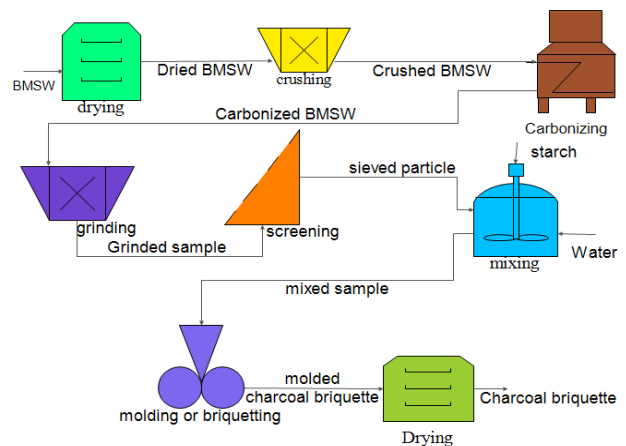 BMSW
drying
Dried BMSW
crushing
Crushed BMSW
Carbonizing
Carbonized BMSW
grinding
Grinded sample
screening
sieved particle
starch
mixing
Water
mixed sample
molding or briquetting
molded
charcoal briquette
Drying
Charcoal briquette